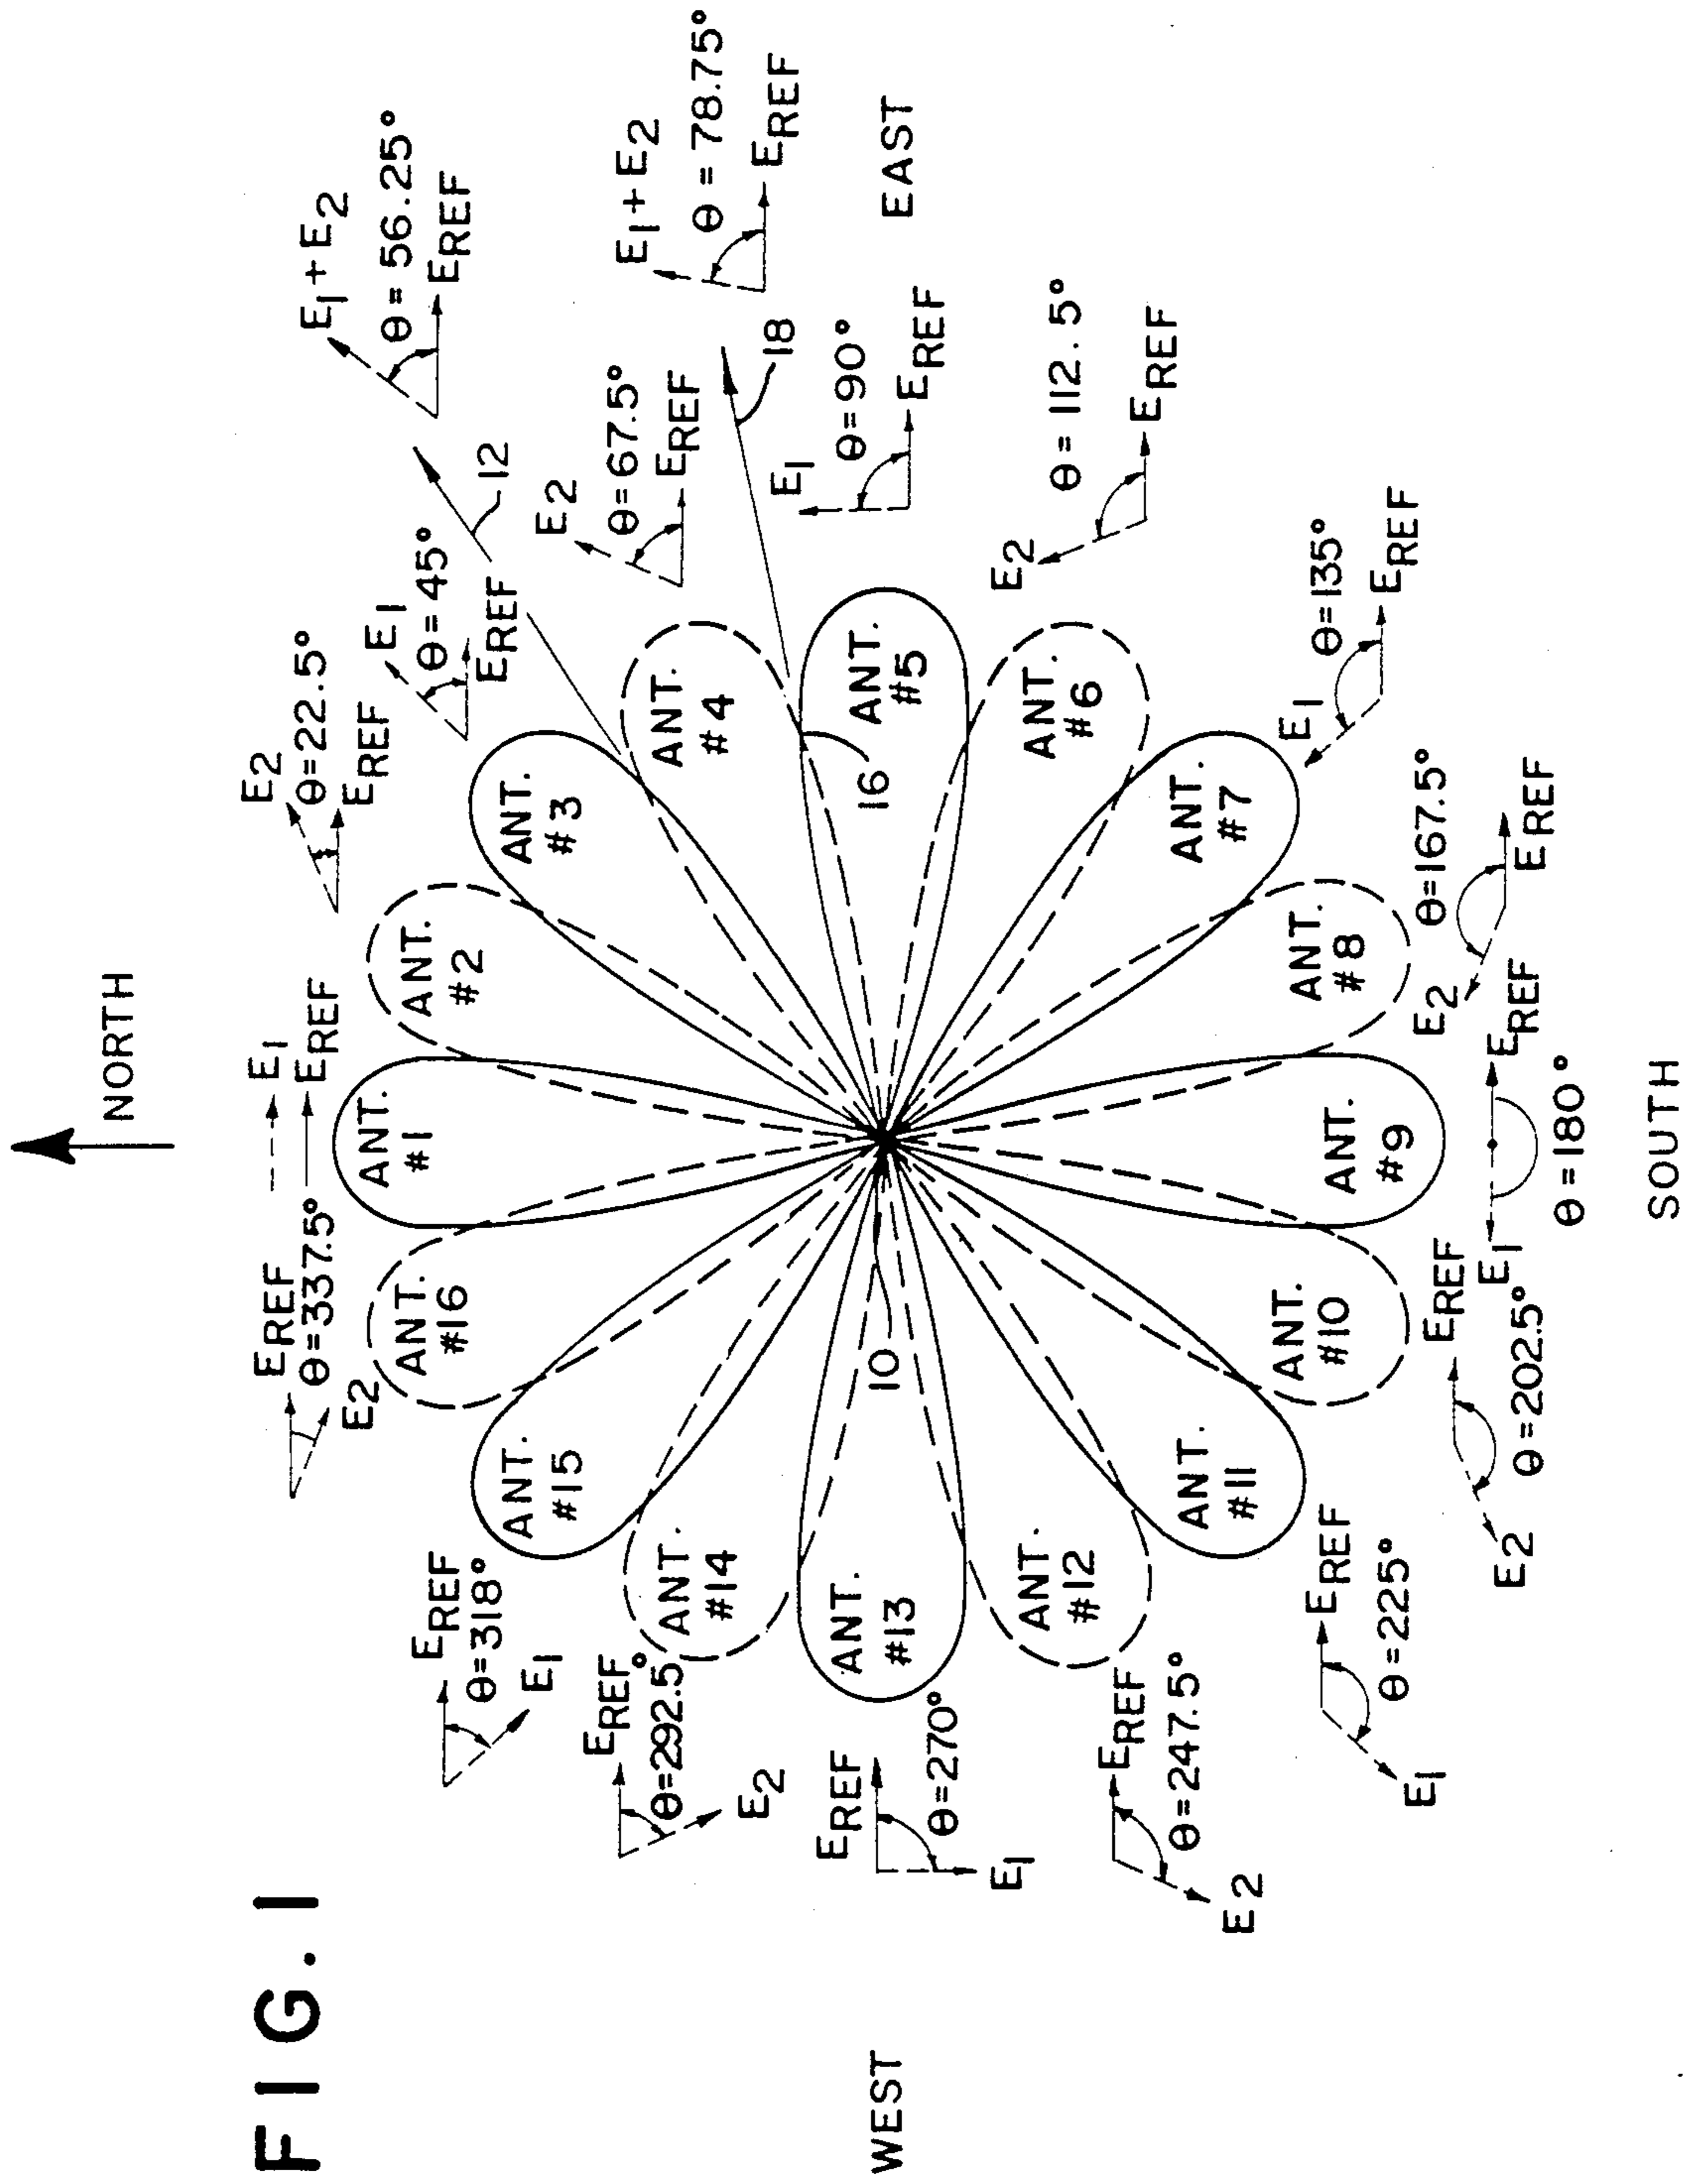 FIG. 1
NORTH
EREF
θ=337.5°
E2
E1
EREF
E2
θ=22.5°
EREF
E1
θ=45°
EREF
EREF
12
E1+E2
θ=56.25°
EREF
E2
θ=67.5°
EREF
E1+E2
θ=78.75°
EREF
18
EAST
E1
θ=90°
EREF
E2
θ=112.5°
EREF
E1
θ=135°
EREF
E2
θ=167.5°
EREF
E1
EREF
θ=180°
SOUTH
EREF
θ=202.5°
E2
EREF
θ=225°
E1
EREF
θ=247.5°
E2
EREF
θ=270°
E1
WEST
EREF
θ=292.5°
E2
EREF
θ=318°
E1
ANT.
#1
ANT.
#2
ANT.
#3
ANT.
#4
ANT.
#5
16
ANT.
#6
ANT.
#7
ANT.
#8
ANT.
#9
ANT.
#10
ANT.
#11
ANT.
#12
ANT.
#13
ANT.
#14
ANT.
#15
ANT.
#16
10